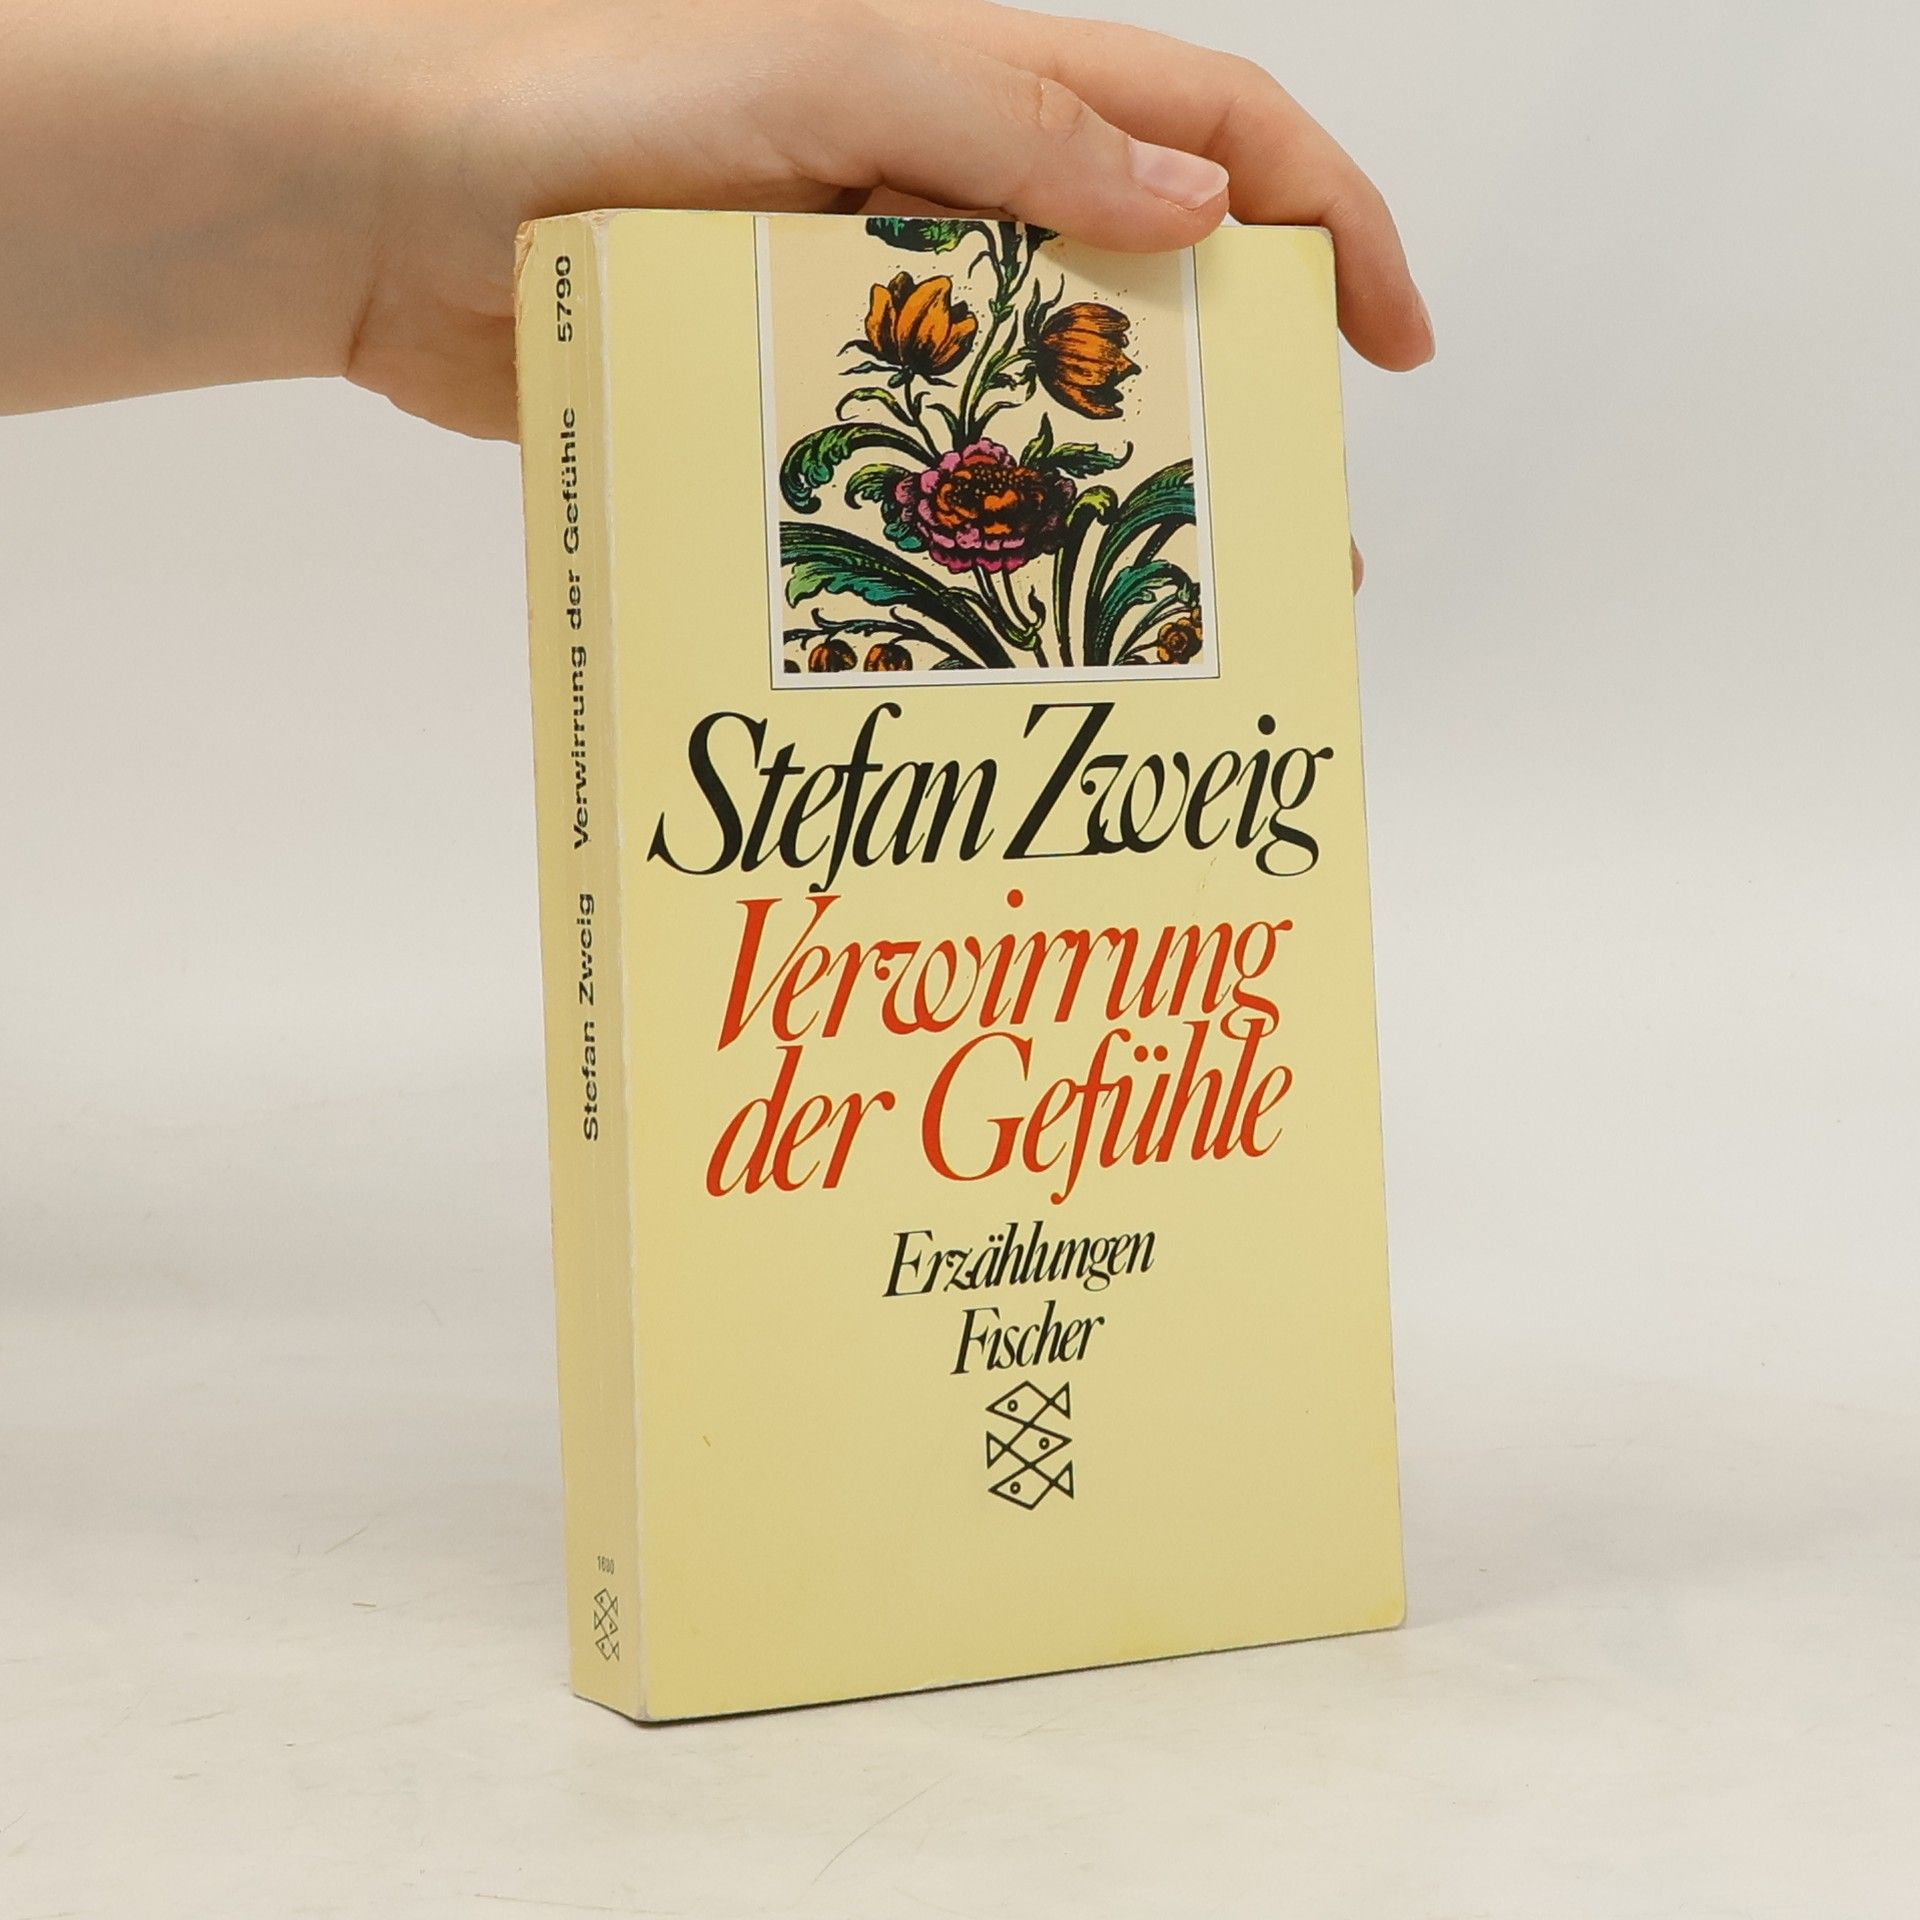 Stefan Zweig
Verwirrung
der Gefühle
Erzählungen
Fischer
Stefan Zweig Verwirrung der Gefühle 5790